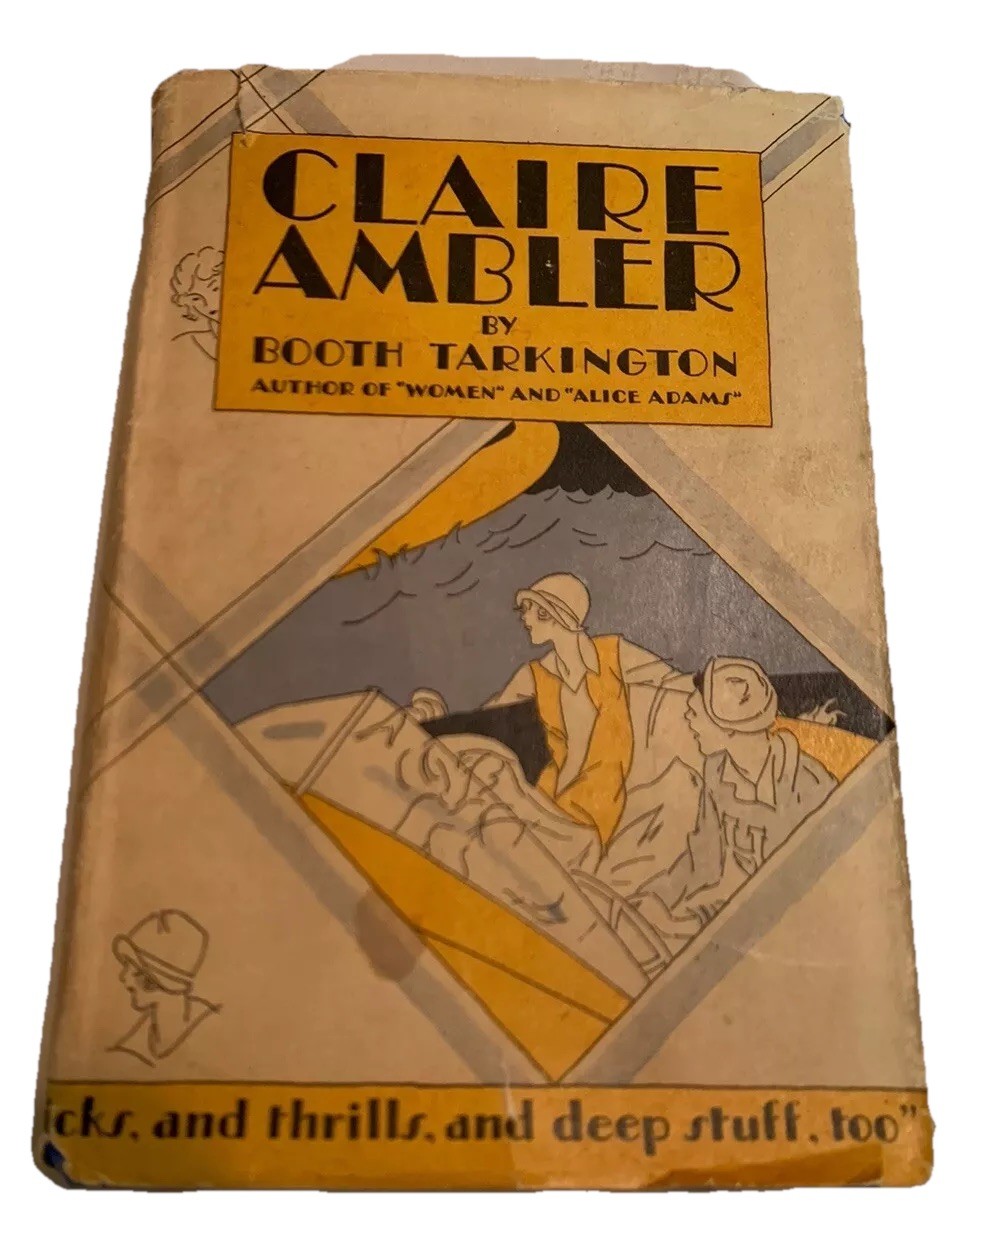 CLAIRE
AMBLER
BY
BOOTH TARKINGTON
AUTHOR OF "WOMEN" AND "ALICE ADAMS"
icks, and thrills, and deep stuff, too"